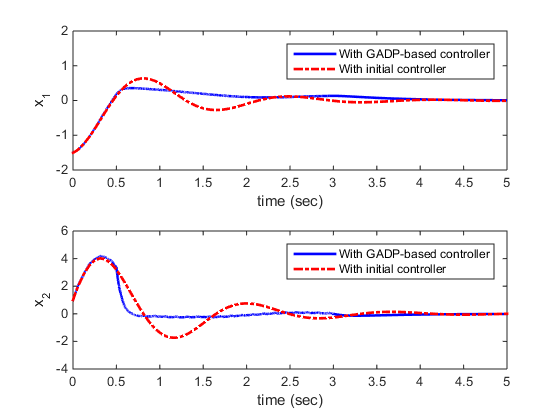 2
1
0
-1
-2
x1
With GADP-based controller
With initial controller
0 0.5 1 1.5 2 2.5 3 3.5 4 4.5 5
time (sec)
6
4
2
0
-2
-4
x2
With GADP-based controller
With initial controller
0 0.5 1 1.5 2 2.5 3 3.5 4 4.5 5
time (sec)